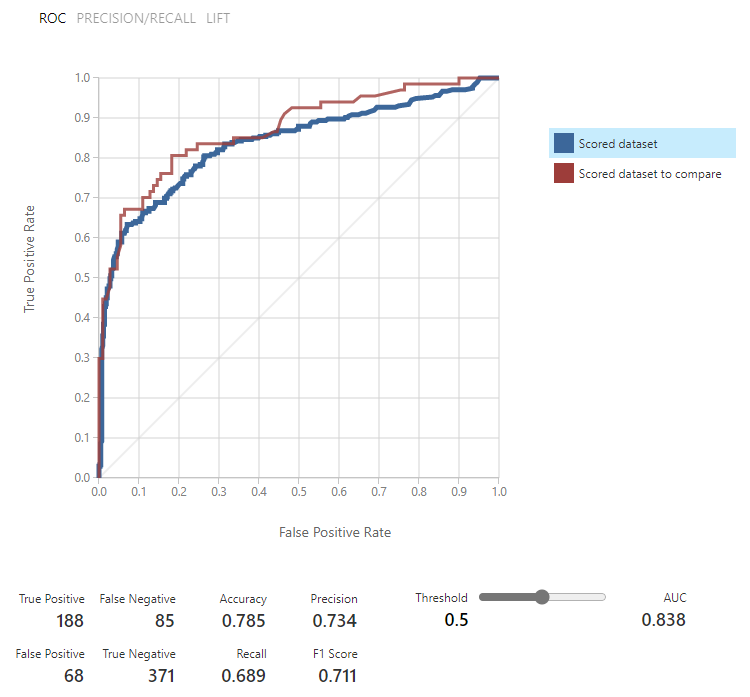 ROC PRECISION/RECALL LIFT
1.0
0.9
0.8
0.7
0.6
0.5
0.4
0.3
0.2
0.1
0.0
True Positive Rate
0.0 0.1 0.2 0.3 0.4 0.5 0.6 0.7 0.8 0.9 1.0
False Positive Rate
Scored dataset
Scored dataset to compare
True Positive False Negative Accuracy Precision Threshold AUC
188 85 0.785 0.734 0.5 0.838
False Positive True Negative Recall F1 Score
68 371 0.689 0.711